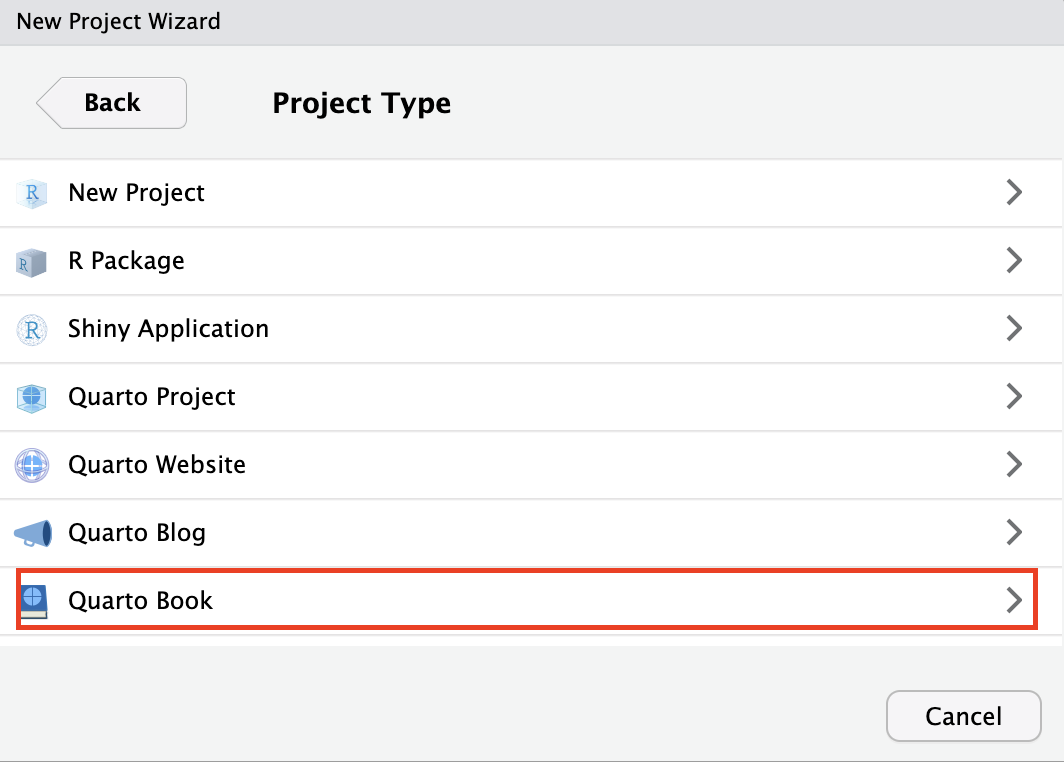 New Project Wizard
Back
Project Type
R New Project
R R Package
R Shiny Application
Quarto Project
Quarto Website
Quarto Blog
Quarto Book
Cancel